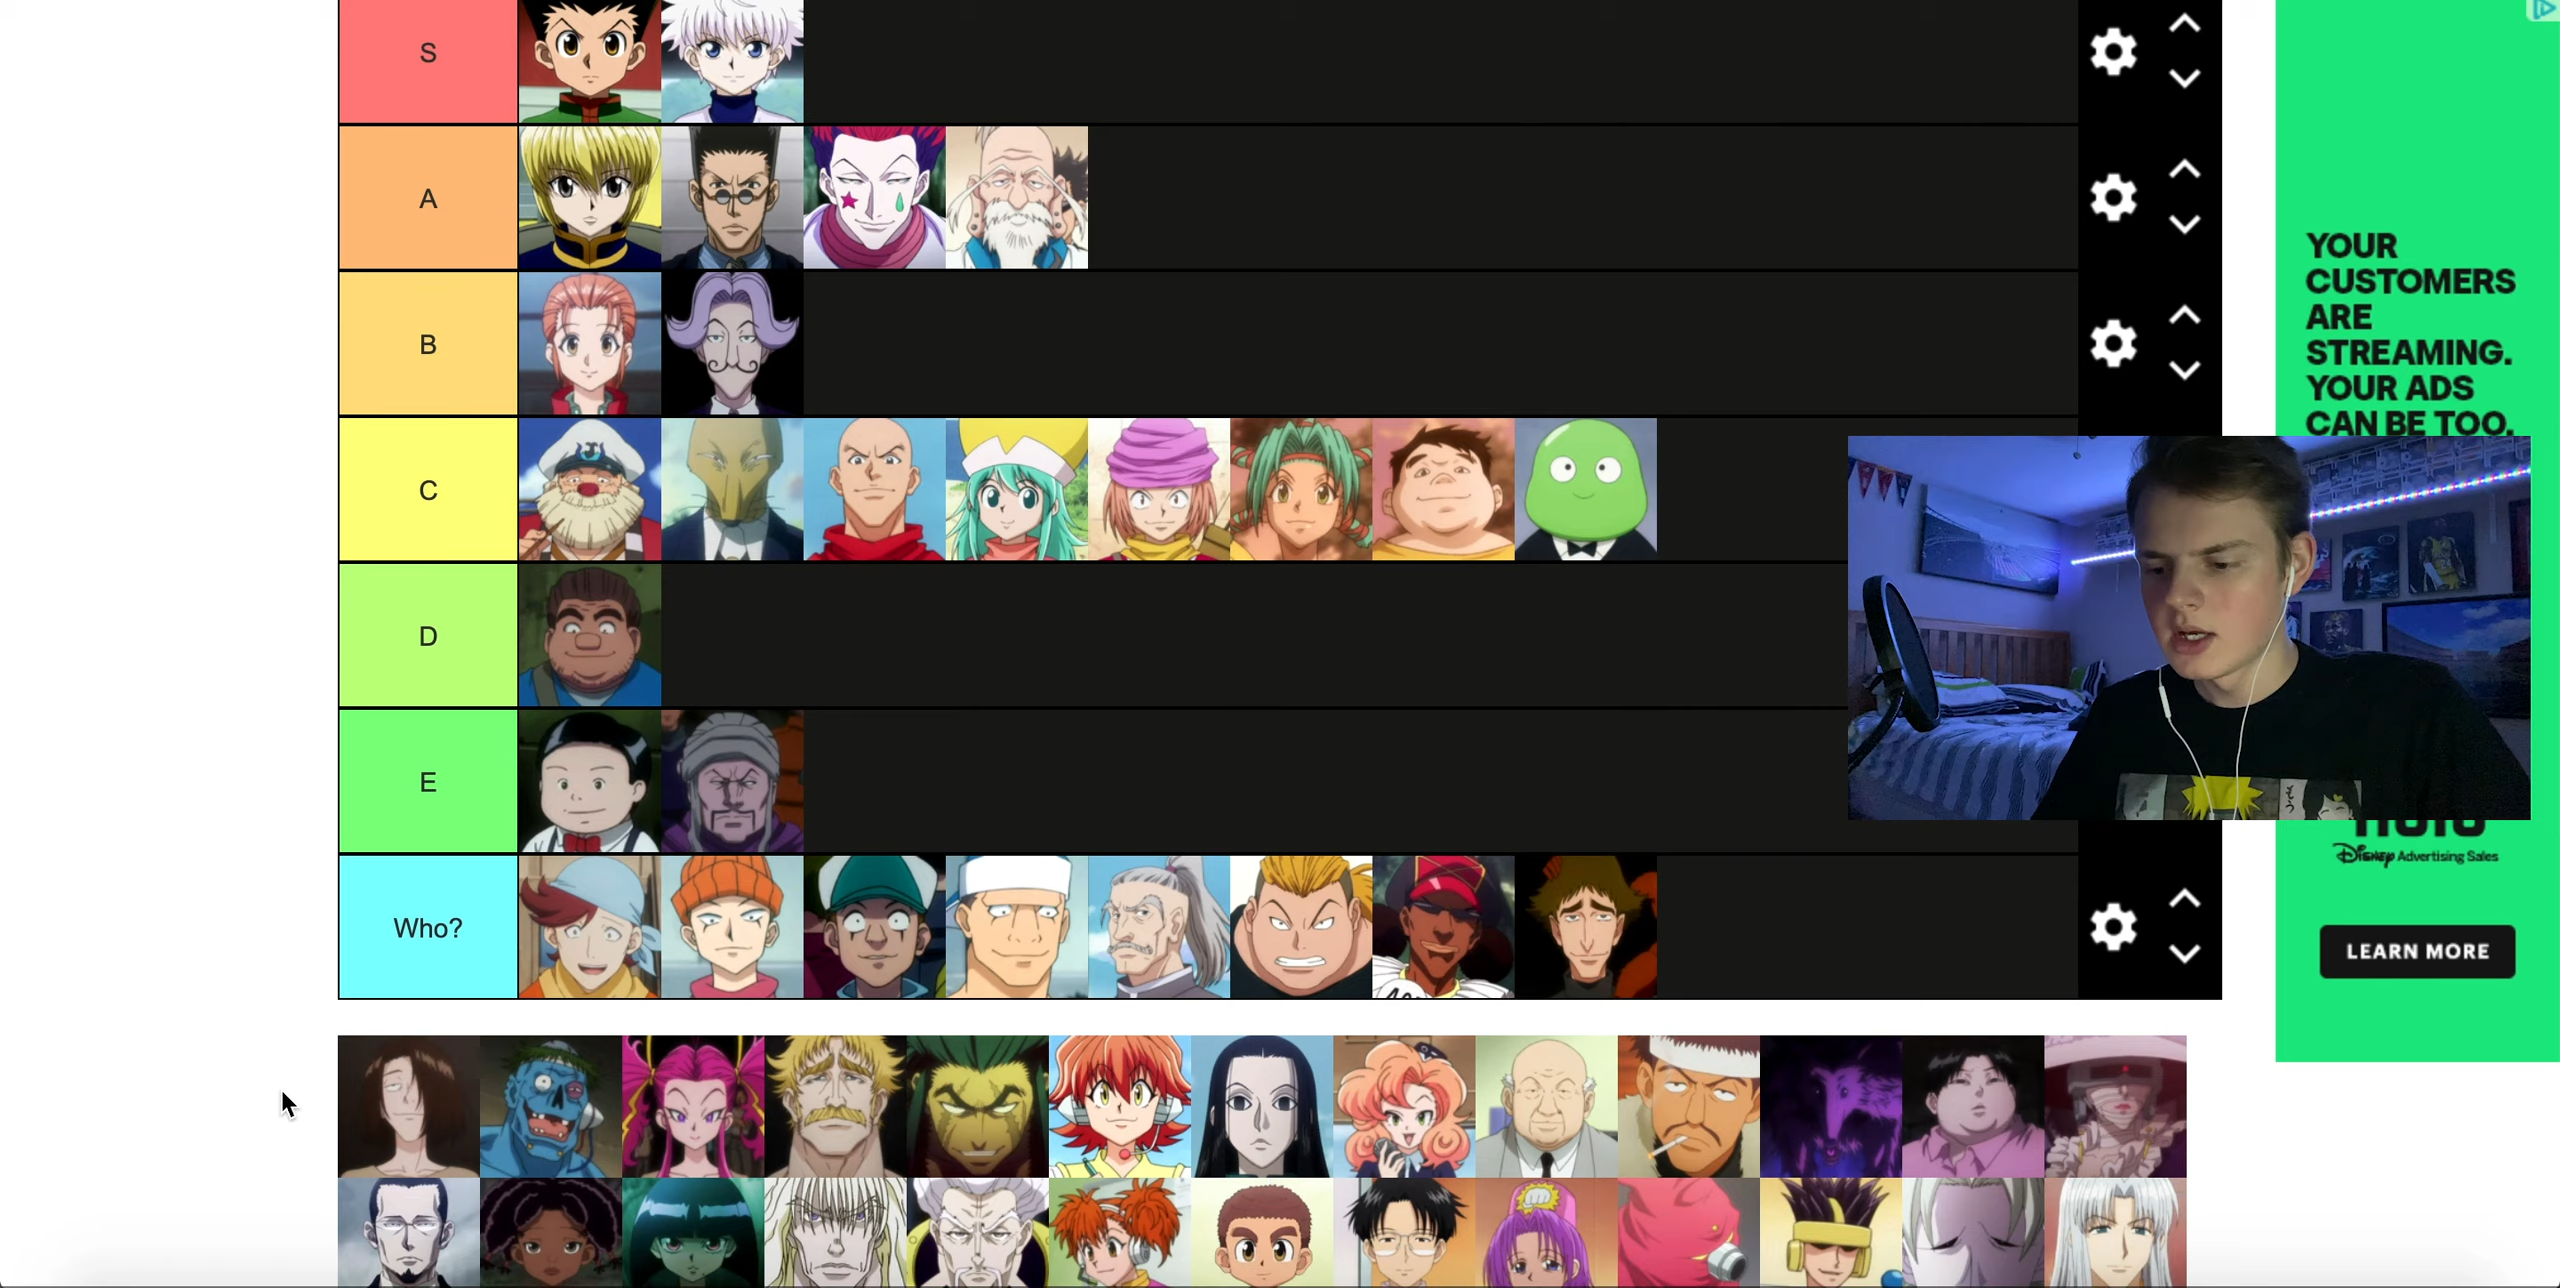 S
A
B
C
D
E
Who?
YOUR
CUSTOMERS
ARE
STREAMING.
YOUR ADS
CAN BE TOO.
Disney Advertising Sales
LEARN MORE